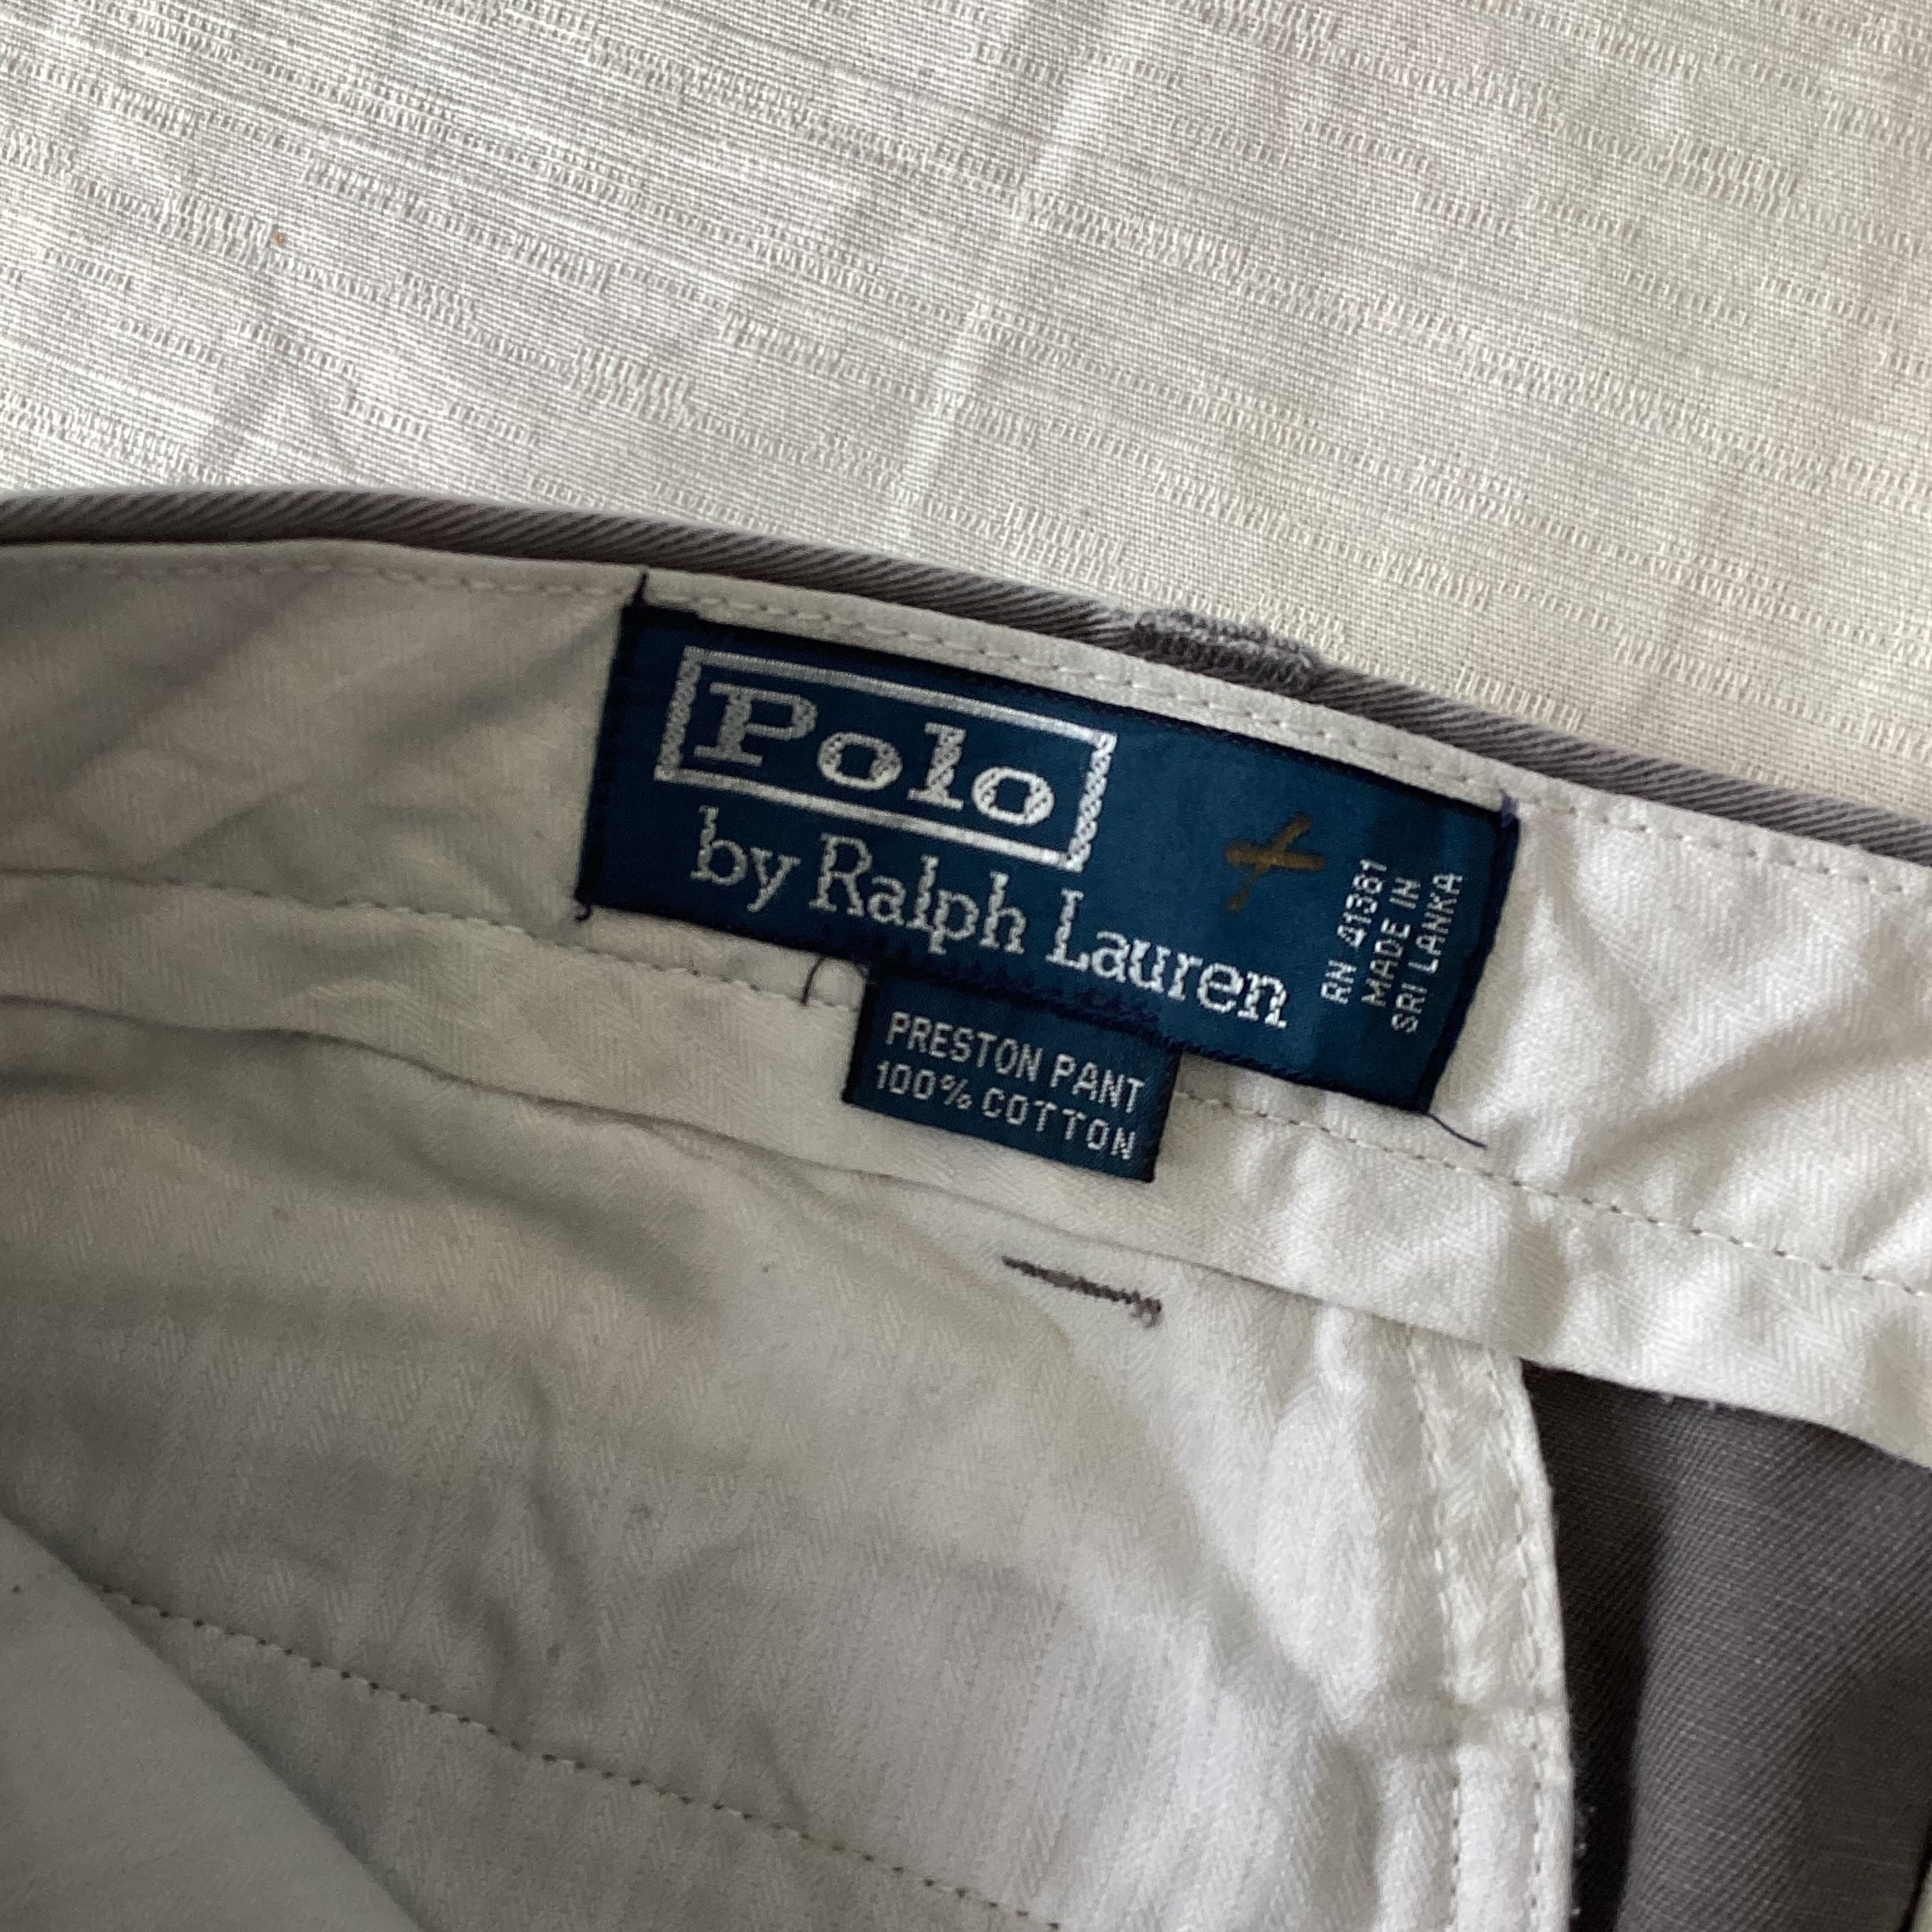 Polo
by Ralph Lauren
RN 41381
MADE IN
SRI LANKA
PRESTON PANT
100% COTTON